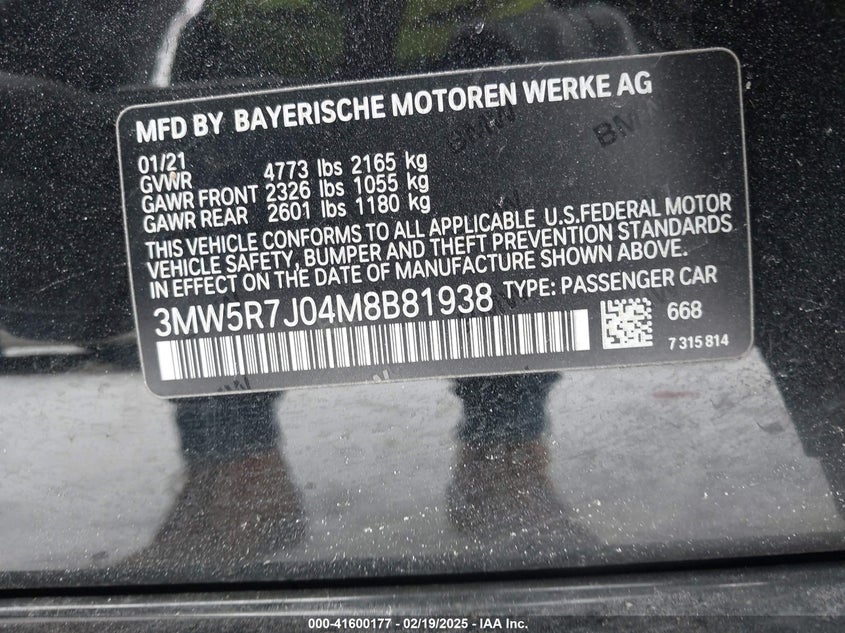 MFD BY BAYERISCHE MOTOREN WERKE AG
01/21
GVWR 4773 lbs 2165 kg
GAWR FRONT 2326 lbs 1055 kg
GAWR REAR 2601 lbs 1180 kg
THIS VEHICLE CONFORMS TO ALL APPLICABLE U.S.FEDERAL MOTOR
VEHICLE SAFETY, BUMPER AND THEFT PREVENTION STANDARDS
IN EFFECT ON THE DATE OF MANUFACTURE SHOWN ABOVE.
3MW5R7J04M8B81938 TYPE: PASSENGER CAR
668
7 315 814
BMW
BMW
BMW
000-41600177 - 02/19/2025 - IAA Inc.